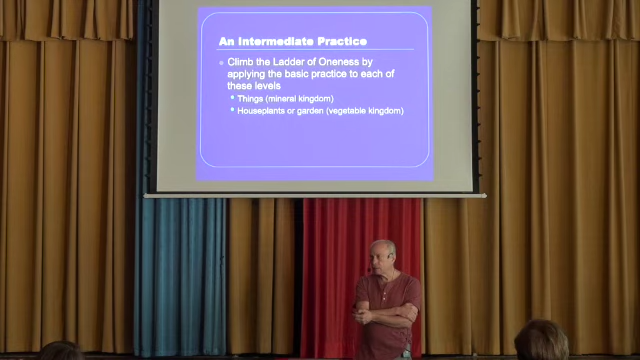 An Intermediate Practice
Climb the Ladder of Oneness by
applying the basic practice to each of
these levels
Things (mineral kingdom)
Houseplants or garden (vegetable kingdom)